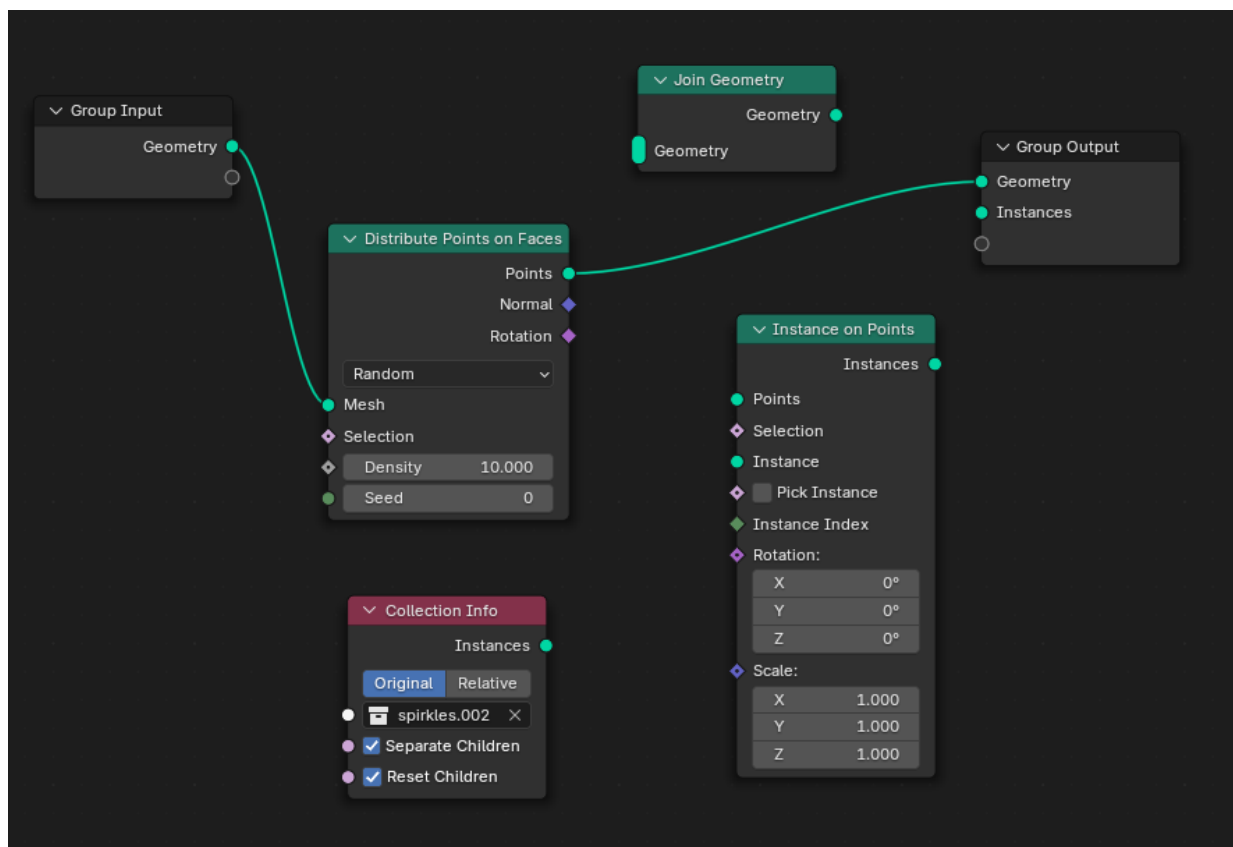 Group Input
Geometry
Join Geometry
Geometry
Geometry
Group Output
Geometry
Instances
Distribute Points on Faces
Points
Normal
Rotation
Random
Mesh
Selection
Density 10.000
Seed 0
Instance on Points
Instances
Points
Selection
Instance
Pick Instance
Instance Index
Rotation:
X 0°
Y 0°
Z 0°
Scale:
X 1.000
Y 1.000
Z 1.000
Collection Info
Instances
Original Relative
spirkles.002
Separate Children
Reset Children